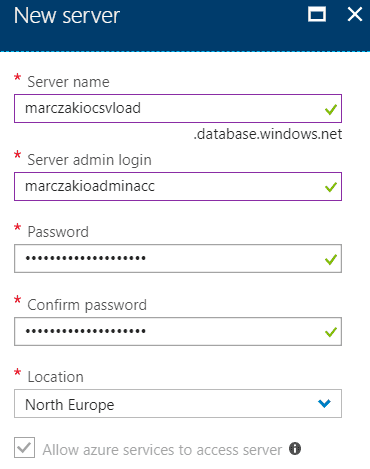 New server
* Server name
marczakiocsvload
.database.windows.net
* Server admin login
marczakioadminacc
* Password
••••••••••••••••••••
* Confirm password
••••••••••••••••••••
* Location
North Europe
Allow azure services to access server